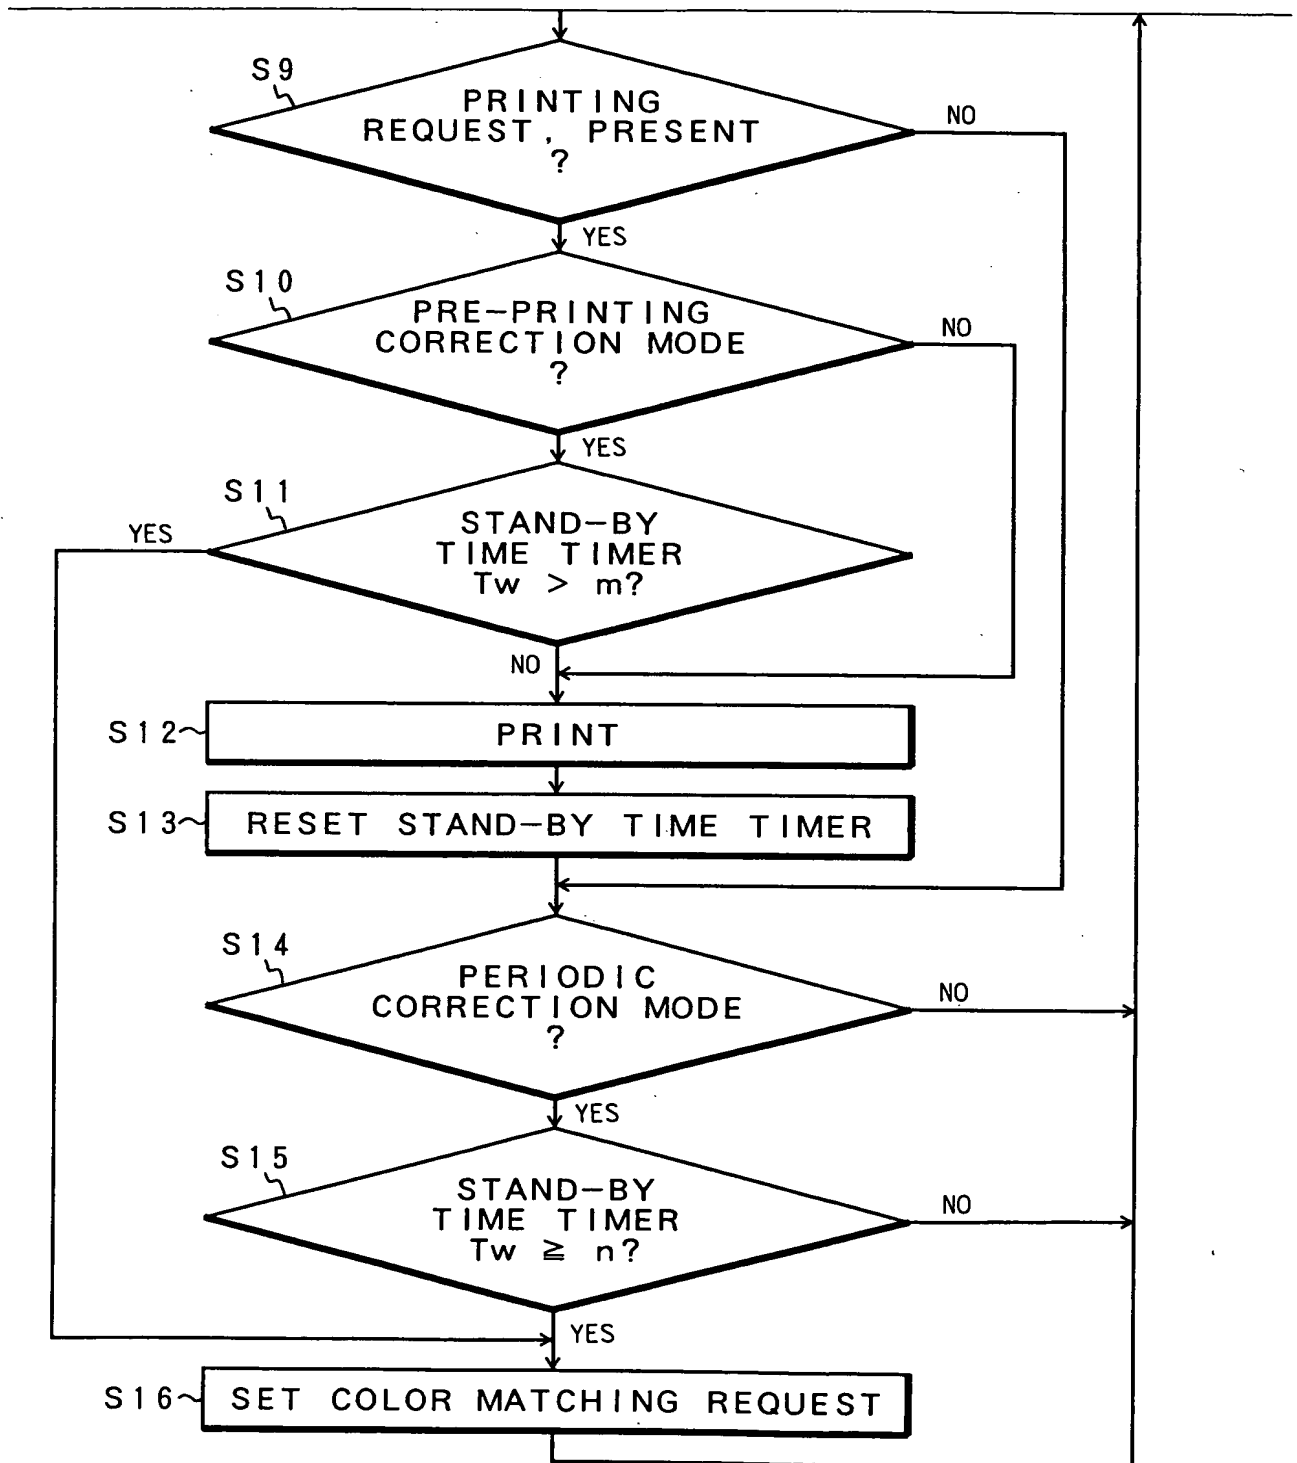 S9
PRINTING
REQUEST, PRESENT
?
NO
YES
S10
PRE-PRINTING
CORRECTION MODE
?
NO
YES
S11
STAND-BY
TIME TIMER
Tw > m?
YES
NO
S12
PRINT
S13
RESET STAND-BY TIME TIMER
S14
PERIODIC
CORRECTION MODE
?
NO
YES
S15
STAND-BY
TIME TIMER
Tw ≧ n?
NO
YES
S16
SET COLOR MATCHING REQUEST